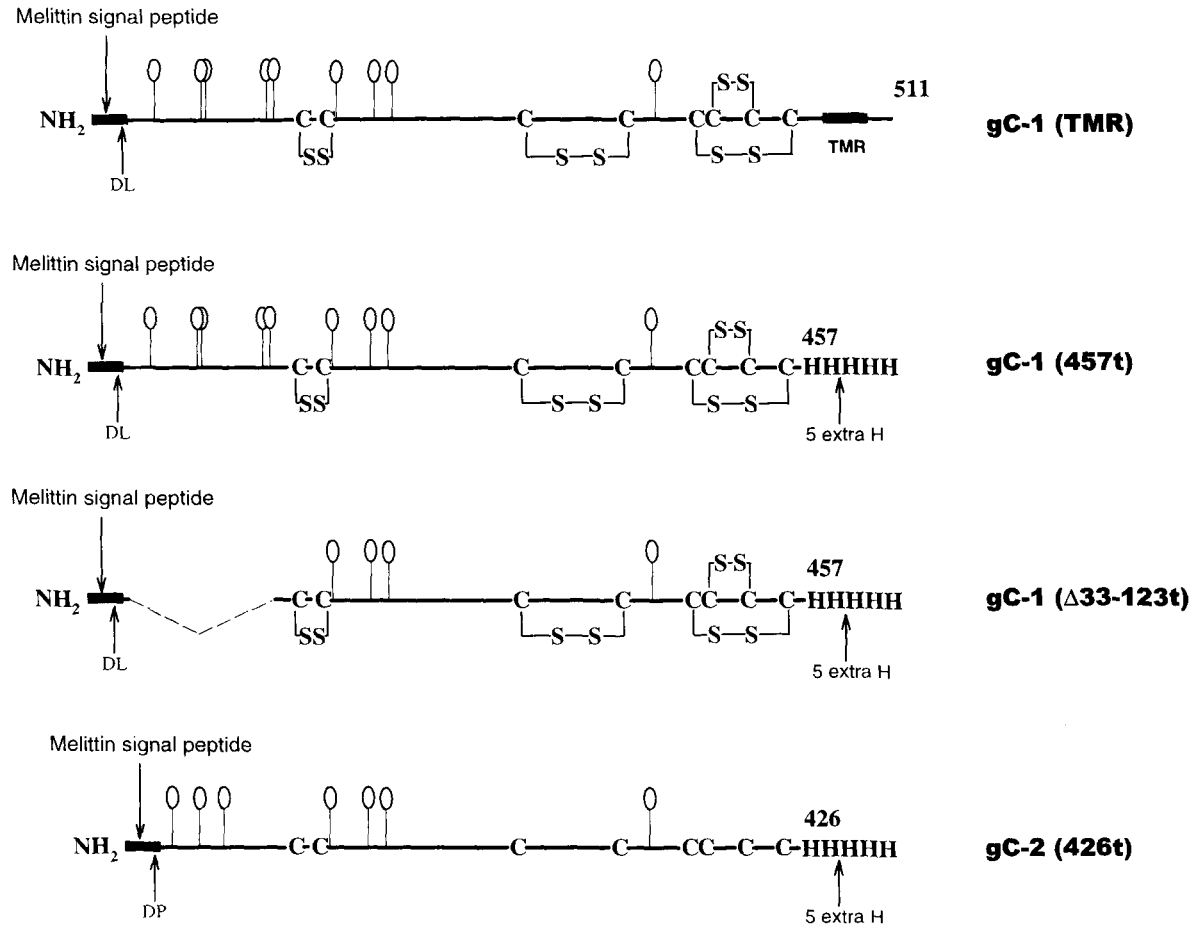 Melittin signal peptide
S-S
511
NH2 C-C C C CC C C gC-1 (TMR)
SS S-S S-S TMR
DL
Melittin signal peptide
S-S
457
NH2 C-C C C CC C C-HHHHH gC-1 (457t)
SS S-S S-S
DL 5 extra H
Melittin signal peptide
S-S
457
NH2 C-C C C CC C C-HHHHH gC-1 (Δ33-123t)
SS S-S S-S
DL 5 extra H
Melittin signal peptide
426
NH2 C-C C C CC C C-HHHHH gC-2 (426t)
DP 5 extra H